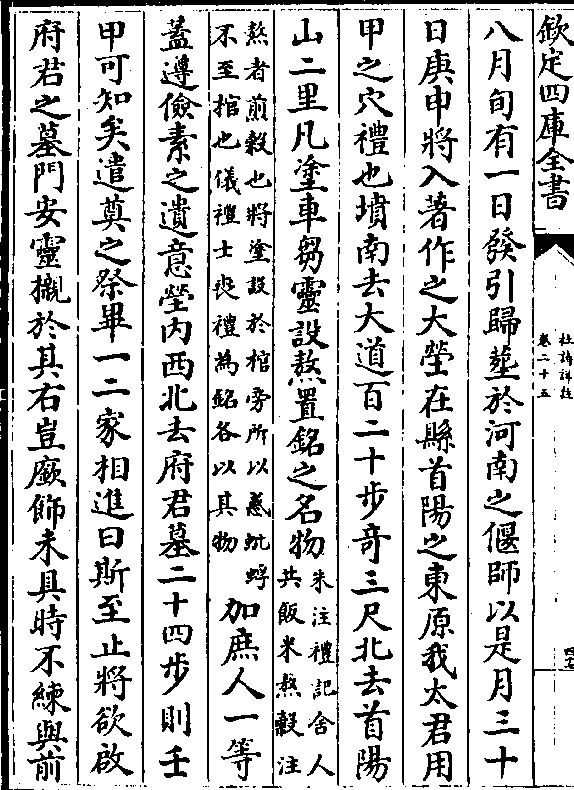 欽定四庫全書
杜詩詳註
卷二十五
八月旬有一日發引歸塟於河南之偃師以是月三十
日庚申將入著作之大塋在縣首陽之東原我太君用
甲之穴禮也墳南去大道百二十步奇三尺北去首陽
山二里凡塗車芻靈設熬置銘之名物朱注禮記舍人
共飯米熬穀注
熬者煎穀也將塗設於棺旁所以惑蚍蜉
不至棺也儀禮士喪禮為銘各以其物加庶人一等
蓋遵儉素之遺意塋内西北去府君墓二十四步則壬
甲可知矣遣奠之祭畢一二家相進曰斯至止將欲啟
府君之墓門安靈櫬於其右豈廞飾未具時不練與前